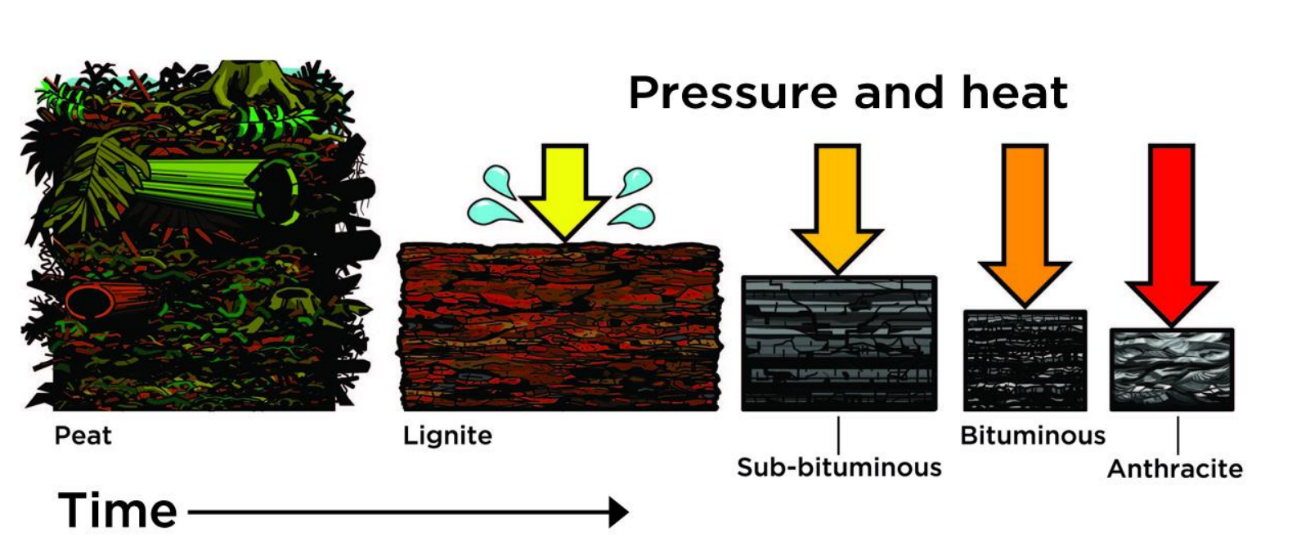 Pressure and heat
Peat
Lignite
Sub-bituminous
Bituminous
Anthracite
Time